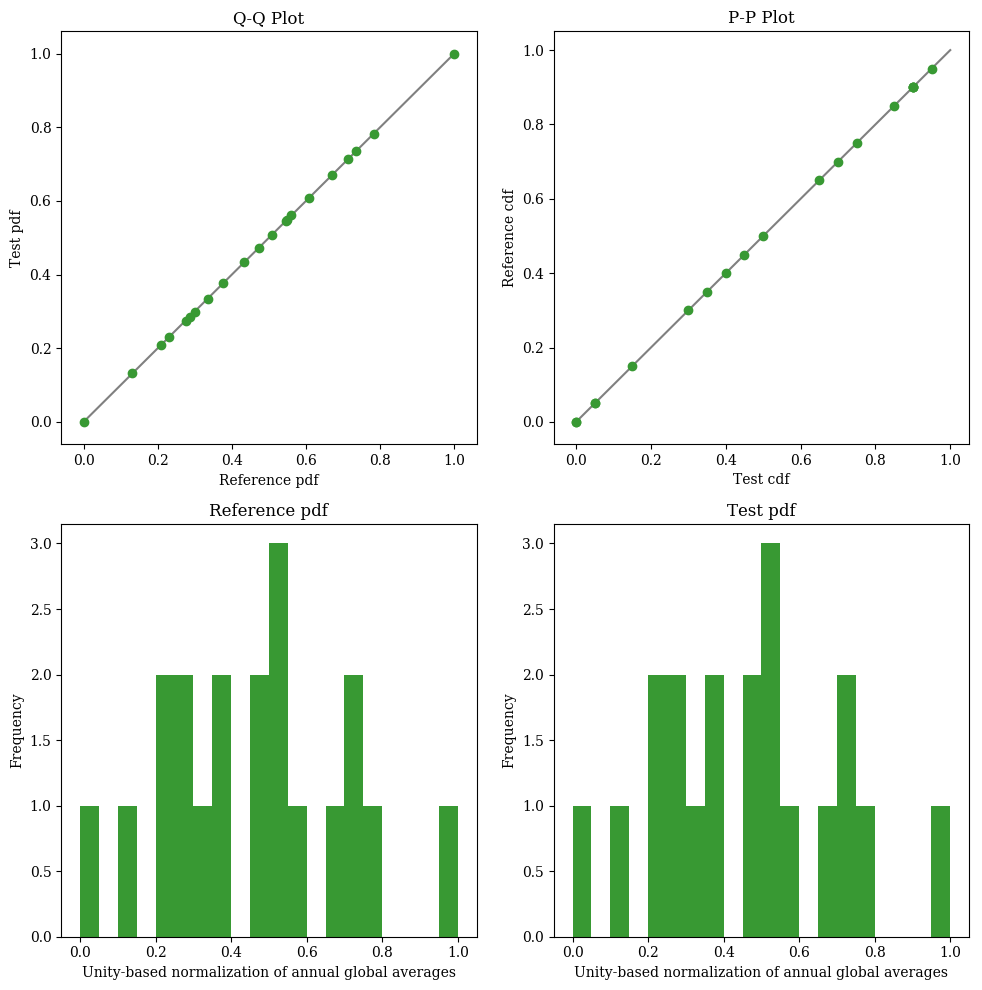 Q-Q Plot
1.0
0.8
0.6
0.4
0.2
0.0
Test pdf
0.0 0.2 0.4 0.6 0.8 1.0
Reference pdf
P-P Plot
1.0
0.8
0.6
0.4
0.2
0.0
Reference cdf
0.0 0.2 0.4 0.6 0.8 1.0
Test cdf
Reference pdf
3.0
2.5
2.0
1.5
1.0
0.5
0.0
Frequency
0.0 0.2 0.4 0.6 0.8 1.0
Unity-based normalization of annual global averages
Test pdf
3.0
2.5
2.0
1.5
1.0
0.5
0.0
Frequency
0.0 0.2 0.4 0.6 0.8 1.0
Unity-based normalization of annual global averages